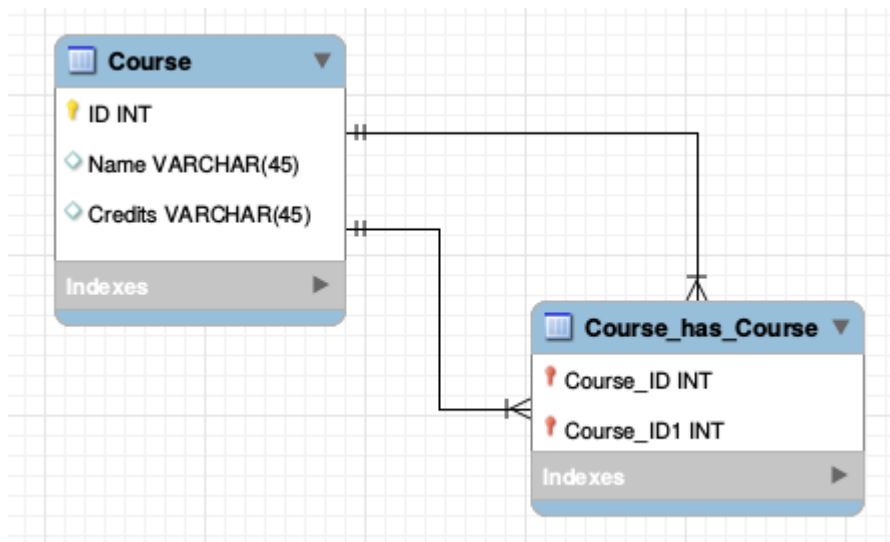 Course
ID INT
Name VARCHAR(45)
Credits VARCHAR(45)
Indexes
Course_has_Course
Course_ID INT
Course_ID1 INT
Indexes